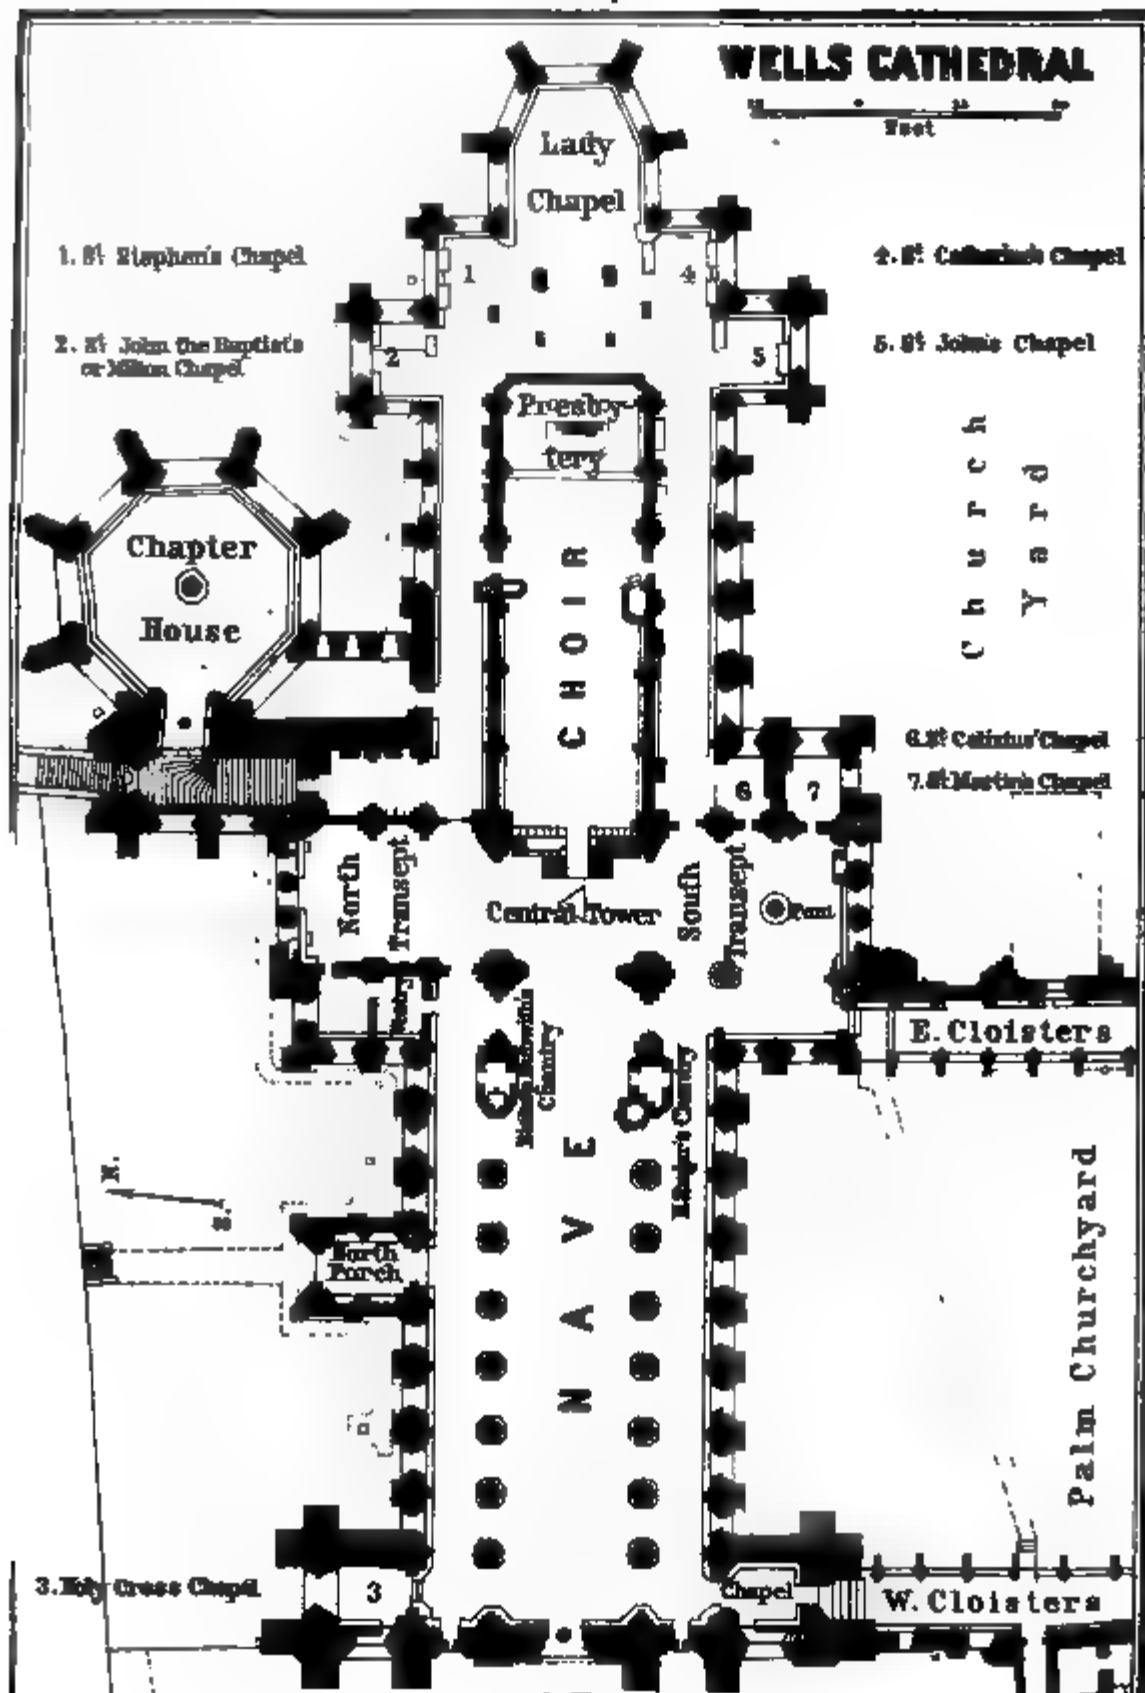 WELLS CATHEDRAL
Feet
Lady
Chapel
1. St Stephen's Chapel
4. St Chapel
1
4
2. St John the Baptists
or Chapel
5. St John's Chapel
2
5
Presby-
tery
Church
Yard
Chapter
House
CHOIR
6. St Calixtus' Chapel
7. St Martin's Chapel
6
7
North
Transept
South
Transept
Central Tower
Font
E. Cloisters
Chantry
Chantry
N.
NAVE
North
Porch
Palm Churchyard
3. Holy Cross Chapel
3
Chapel
W. Cloisters